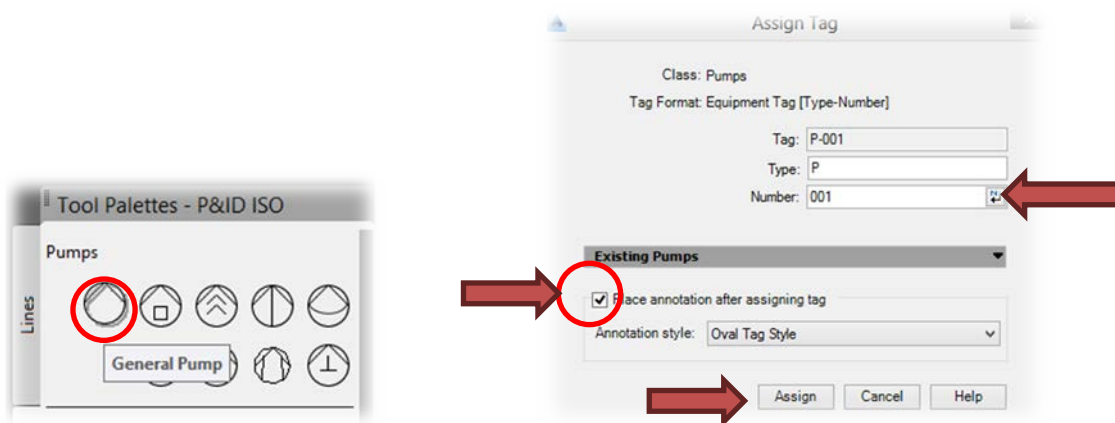 Tool Palettes - P&ID ISO
Pumps
Lines
General Pump
Assign Tag
Class: Pumps
Tag Format: Equipment Tag [Type-Number]
Tag: P-001
Type: P
Number: 001
Existing Pumps
Place annotation after assigning tag
Annotation style: Oval Tag Style
Assign Cancel Help